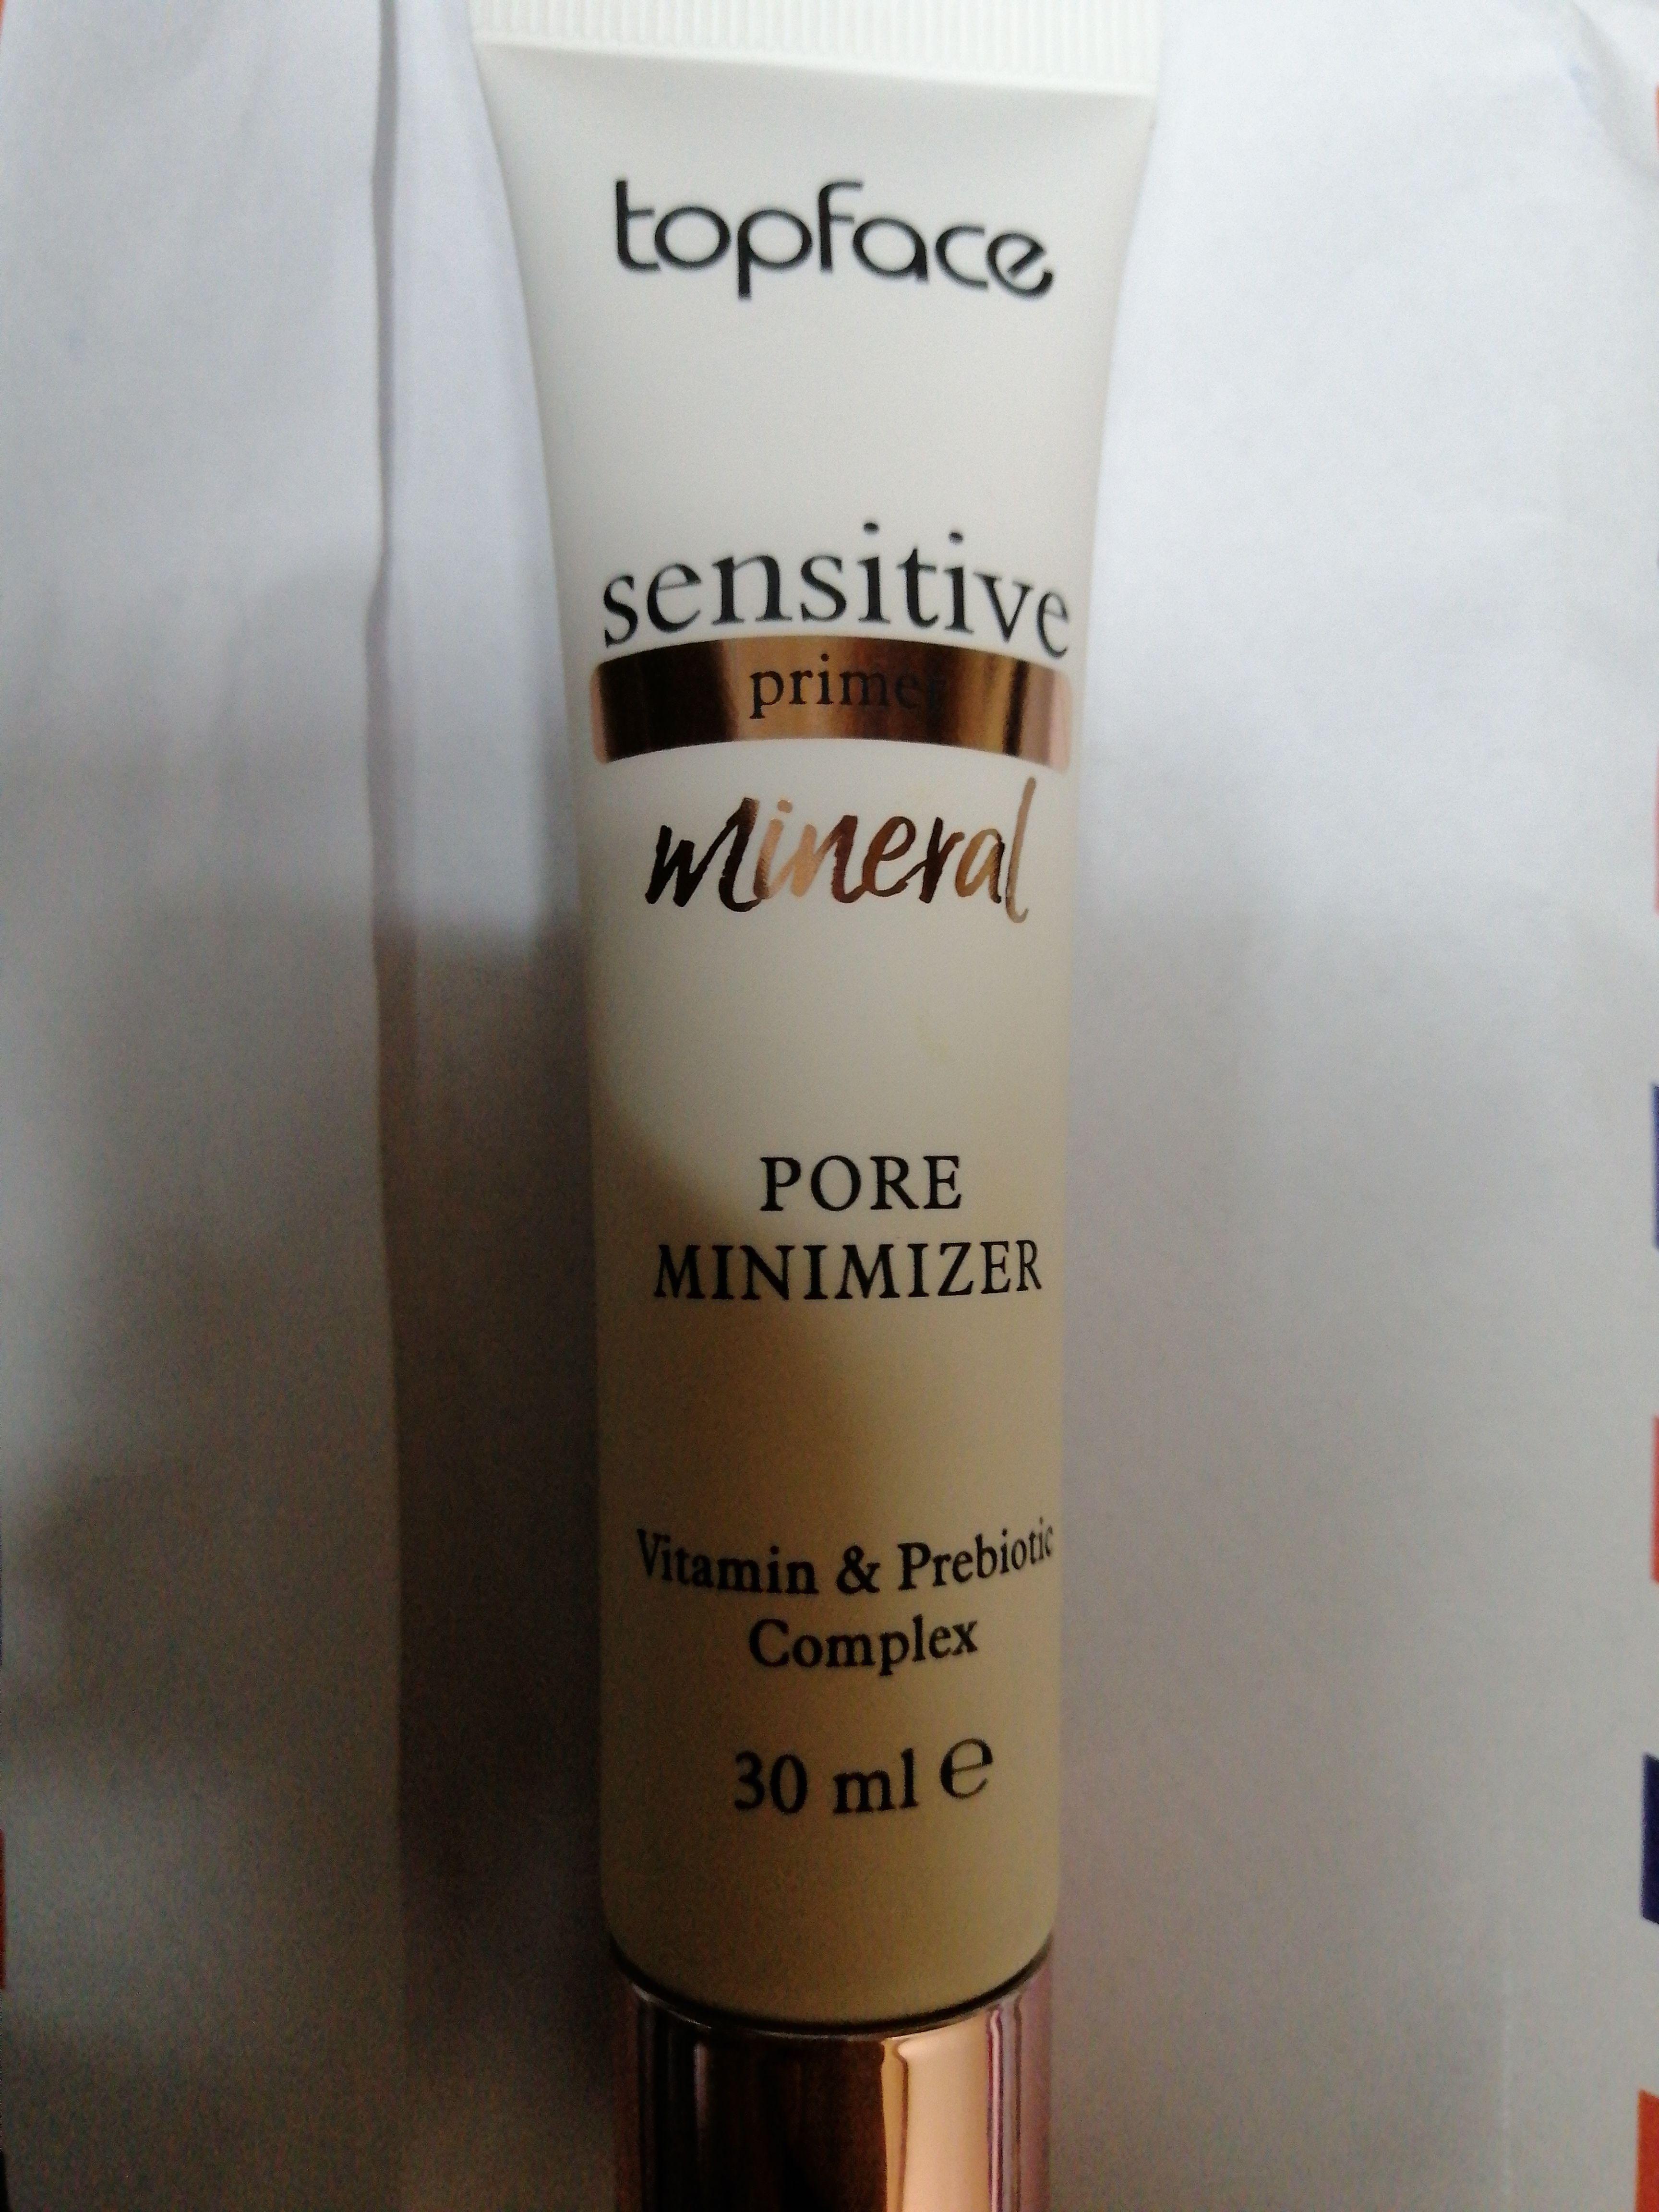 topface
sensitive
primer
mineral
PORE
MINIMIZER
Vitamin & Prebiotic
Complex
30 ml ℮